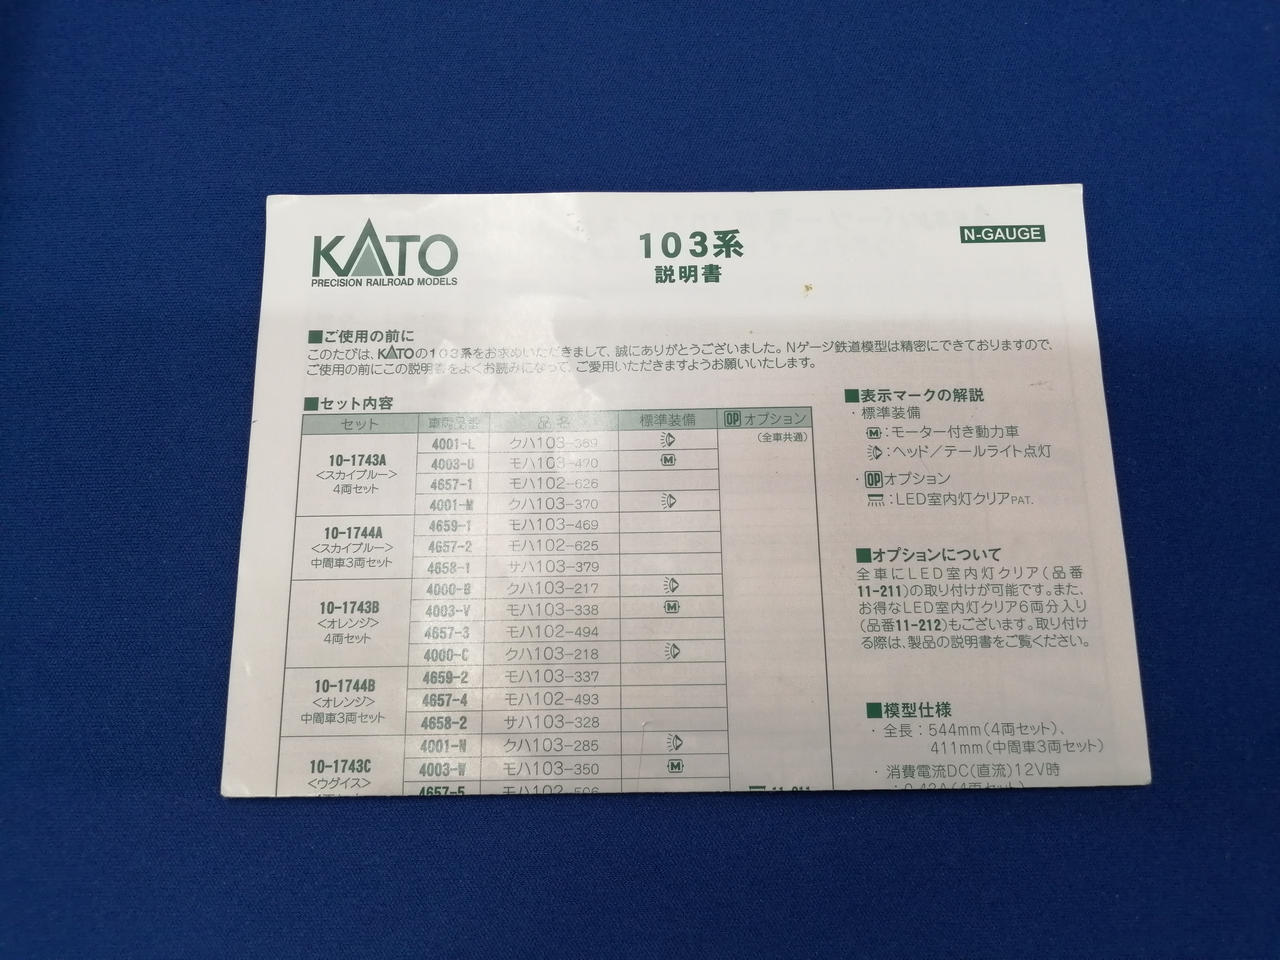 KATO
PRECISION RAILROAD MODELS
103系
説明書
N-GAUGE
■ご使用の前に
このたびは、KATOの103系をお求めいただきまして、誠にありがとうございました。Nゲージ鉄道模型は精密にできておりますので、
ご使用の前にこの説明書をよくお読みになって、ご愛用いただきますようお願いいたします。
■セット内容
セット 車両品番 品名 標準装備 OPオプション
(全車共通)
10-1743A
<スカイブルー>
4両セット
4001-L クハ103-369
4003-U モハ103-470 M
4657-1 モハ102-626
4001-M クハ103-370
10-1744A
<スカイブルー>
中間車3両セット
4659-1 モハ103-469
4657-2 モハ102-625
4658-1 サハ103-379
10-1743B
<オレンジ>
4両セット
4000-B クハ103-217
4003-V モハ103-338 M
4657-3 モハ102-494
4000-C クハ103-218
10-1744B
<オレンジ>
中間車3両セット
4659-2 モハ103-337
4657-4 モハ102-493
4658-2 サハ103-328
10-1743C
<ウグイス>
4001-N クハ103-285
4003-W モハ103-350 M
4657-5 モハ102-506
11-211
■表示マークの解説
・標準装備
M:モーター付き動力車
:ヘッド/テールライト点灯
・OPオプション
:LED室内灯クリアPAT.
■オプションについて
全車にLED室内灯クリア(品番
11-211)の取り付けが可能です。また、
お得なLED室内灯クリア6両分入り
(品番11-212)もございます。取り付け
る際は、製品の説明書をご覧ください。
■模型仕様
・全長:544mm(4両セット)、
411mm(中間車3両セット)
・消費電流DC(直流)12V時